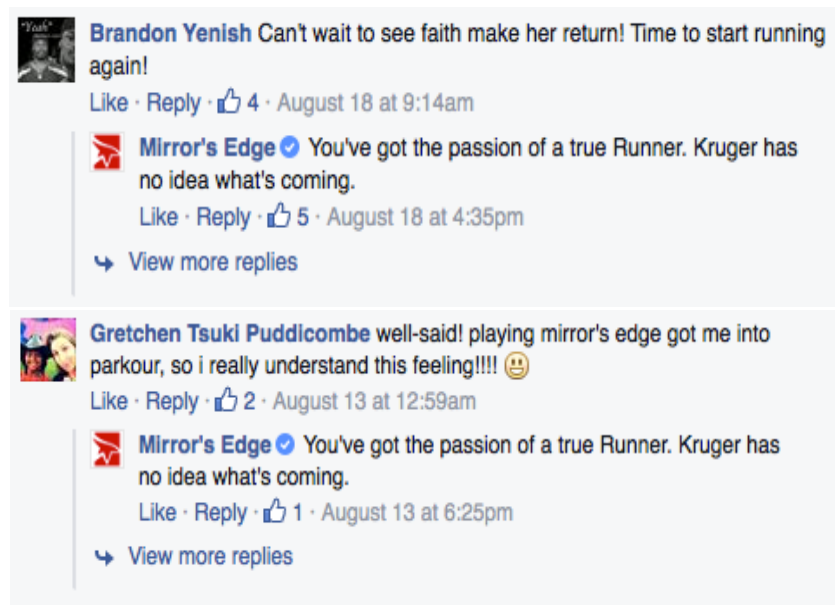 "Yeah"
Brandon Yenish Can't wait to see faith make her return! Time to start running
again!
Like · Reply · 4 · August 18 at 9:14am
Mirror's Edge You've got the passion of a true Runner. Kruger has
no idea what's coming.
Like · Reply · 5 · August 18 at 4:35pm
View more replies
Gretchen Tsuki Puddicombe well-said! playing mirror's edge got me into
parkour, so i really understand this feeling!!!! 😃
Like · Reply · 2 · August 13 at 12:59am
Mirror's Edge You've got the passion of a true Runner. Kruger has
no idea what's coming.
Like · Reply · 1 · August 13 at 6:25pm
View more replies